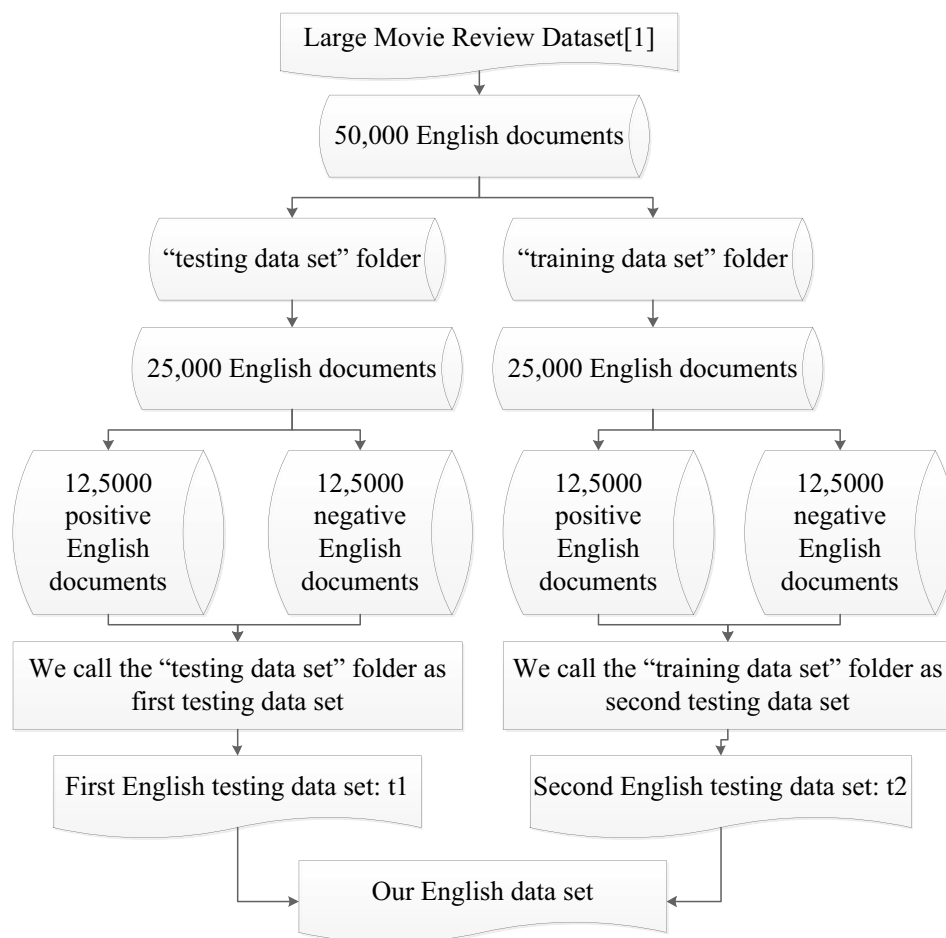 Large Movie Review Dataset[1]
50,000 English documents
“testing data set” folder
“training data set” folder
25,000 English documents
25,000 English documents
12,5000
positive
English
documents
12,5000
negative
English
documents
12,5000
positive
English
documents
12,5000
negative
English
documents
We call the “testing data set” folder as
first testing data set
We call the “training data set” folder as
second testing data set
First English testing data set: t1
Second English testing data set: t2
Our English data set